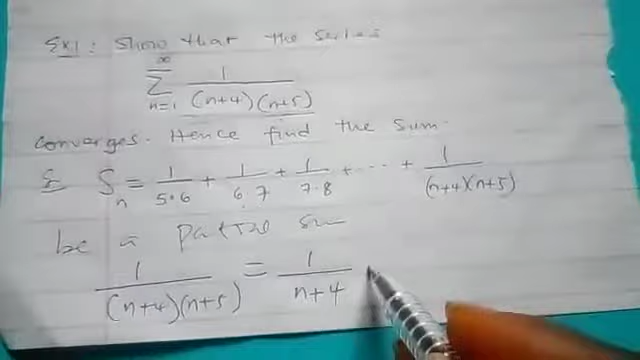 Ex1: Show that the series
∞
∑ 1/((n+4)(n+5))
n=1
converges. Hence find the sum.
Sn = 1/5·6 + 1/6.7 + 1/7·8 + ... + 1/((n+4)(n+5))
be a partial sum
1/((n+4)(n+5)) = 1/(n+4)